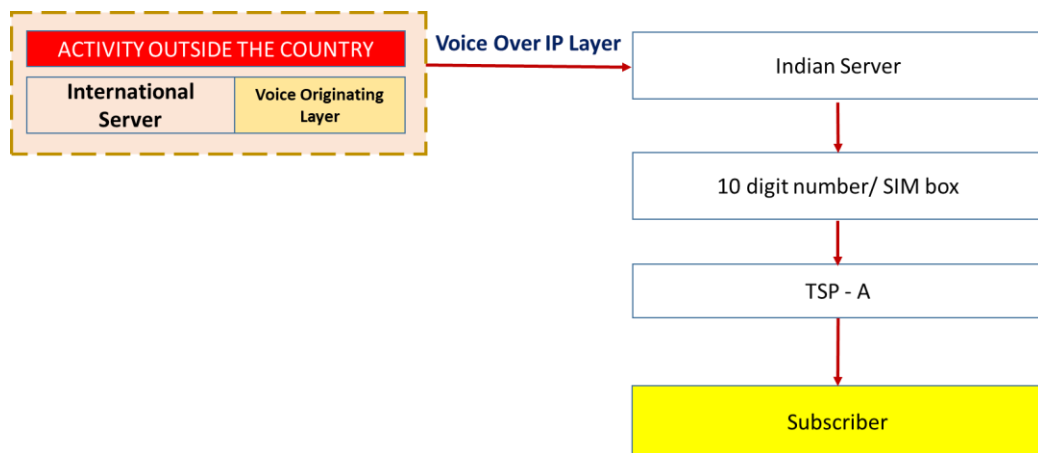 ACTIVITY OUTSIDE THE COUNTRY
International
Server
Voice Originating
Layer
Voice Over IP Layer
Indian Server
10 digit number/ SIM box
TSP - A
Subscriber